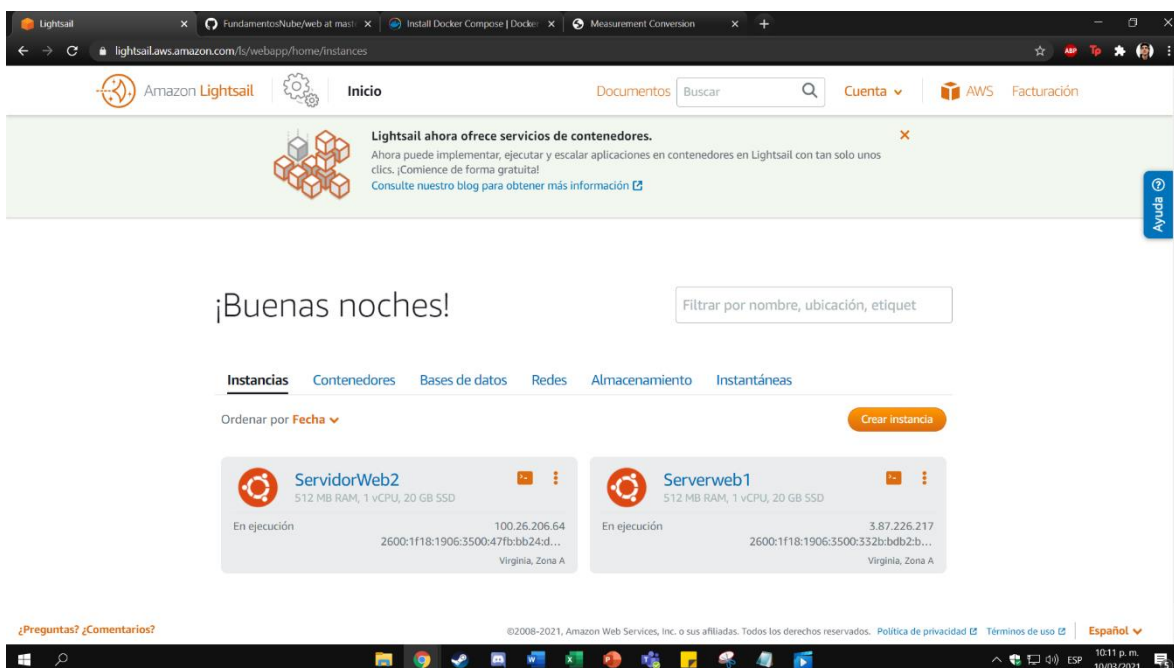 Lightsail
FundamentosNube/web at mast
Install Docker Compose | Docke
Measurement Conversion
lightsail.aws.amazon.com/ls/webapp/home/instances
ABP
Tp
Amazon Lightsail
Inicio
Documentos
Buscar
Cuenta
AWS
Facturación
Lightsail ahora ofrece servicios de contenedores.
Ahora puede implementar, ejecutar y escalar aplicaciones en contenedores en Lightsail con tan solo unos
clics. ¡Comience de forma gratuita!
Consulte nuestro blog para obtener más información
Ayuda
¡Buenas noches!
Filtrar por nombre, ubicación, etiquet
Instancias Contenedores Bases de datos Redes Almacenamiento Instantáneas
Ordenar por Fecha
Crear instancia
ServidorWeb2
512 MB RAM, 1 vCPU, 20 GB SSD
En ejecución
100.26.206.64
2600:1f18:1906:3500:47fb:bb24:d...
Virginia, Zona A
Serverweb1
512 MB RAM, 1 vCPU, 20 GB SSD
En ejecución
3.87.226.217
2600:1f18:1906:3500:332b:bdb2:b...
Virginia, Zona A
¿Preguntas? ¿Comentarios?
©2008-2021, Amazon Web Services, Inc. o sus afiliadas. Todos los derechos reservados. Política de privacidad Términos de uso
Español
ESP
10:11 p. m.
10/03/2021